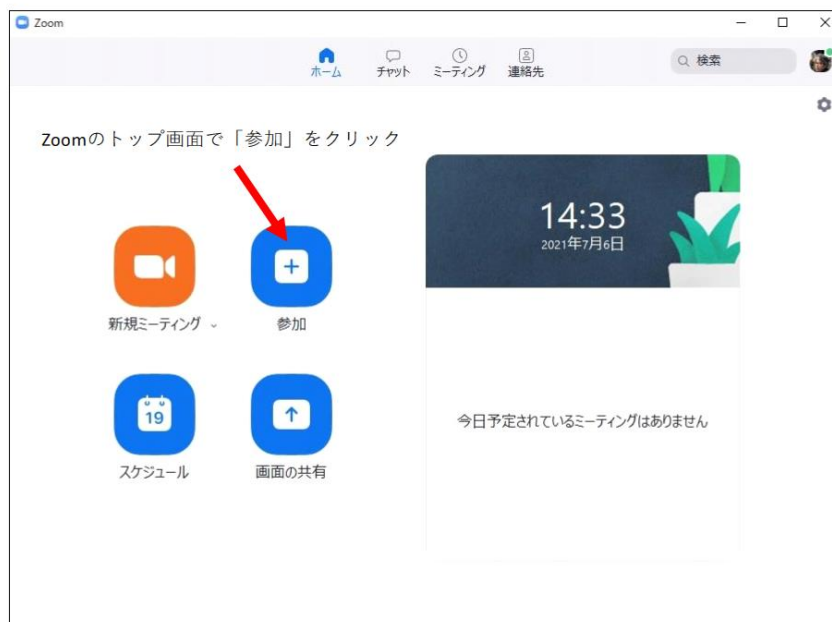 Zoom
ホーム
チャット
ミーティング
連絡先
検索
Zoomのトップ画面で「参加」をクリック
14:33
2021年7月6日
新規ミーティング
参加
19
スケジュール
画面の共有
今日予定されているミーティングはありません